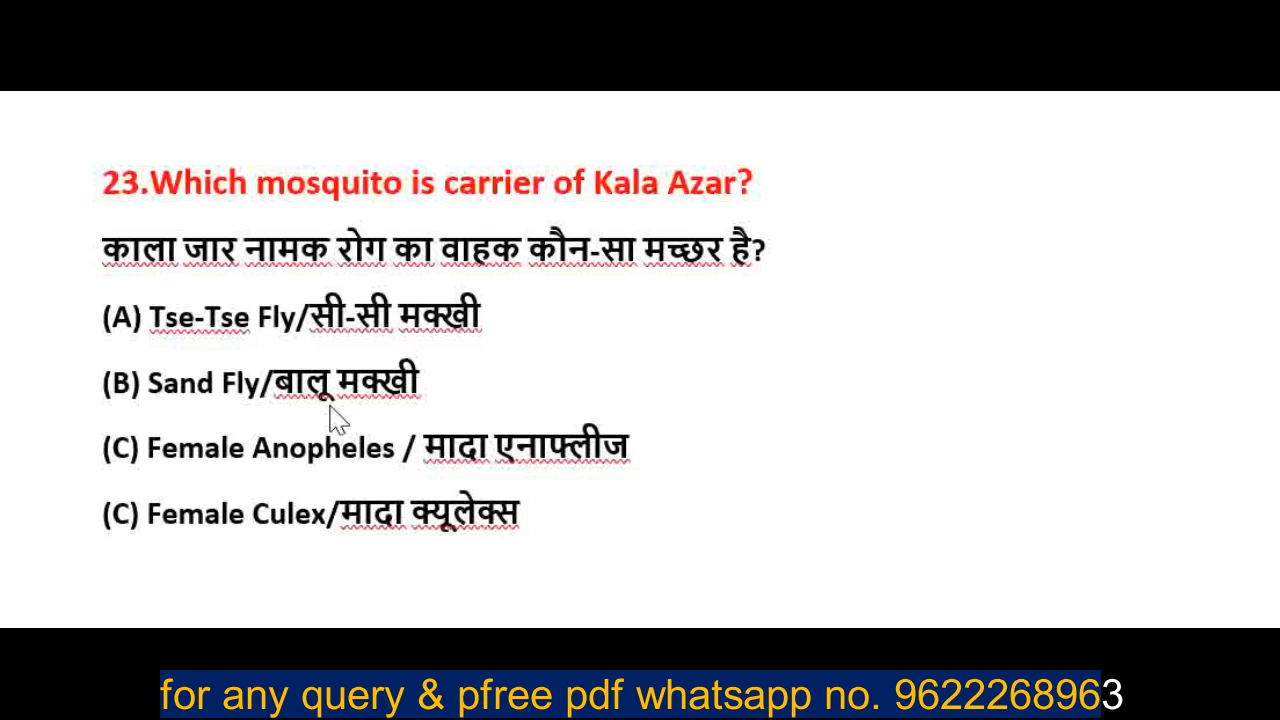 23.Which mosquito is carrier of Kala Azar?
काला जार नामक रोग का वाहक कौन-सा मच्छर है?
(A) Tse-Tse Fly/सी-सी मक्खी
(B) Sand Fly/बालू मक्खी
(C) Female Anopheles / मादा एनाफ्लीज
(C) Female Culex/मादा क्यूलेक्स
for any query & pfree pdf whatsapp no. 9622268963